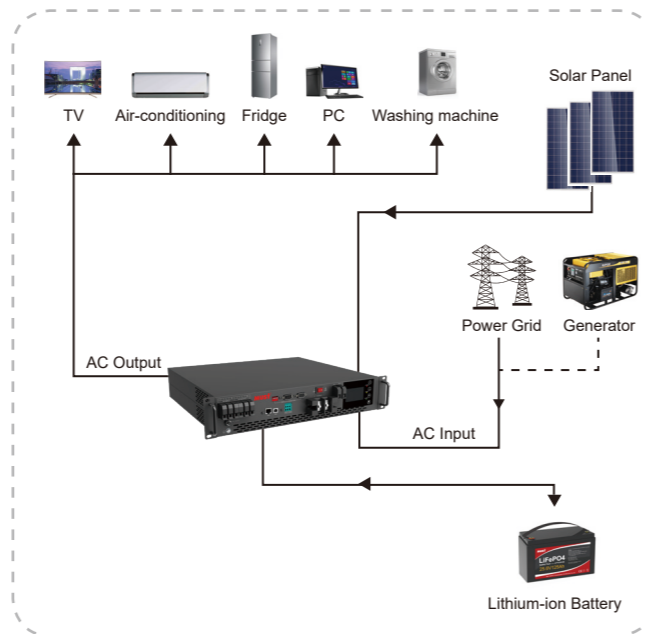 Solar Panel
TV
Air-conditioning
Fridge
PC
Washing machine
Power Grid
Generator
AC Output
AC Input
LiFePO4
Lithium-ion Battery